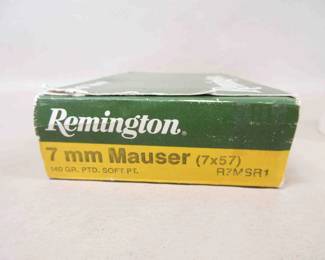 Remington®
7 mm Mauser (7x57)
140 GR. PTD. SOFT PT. R7MSR1